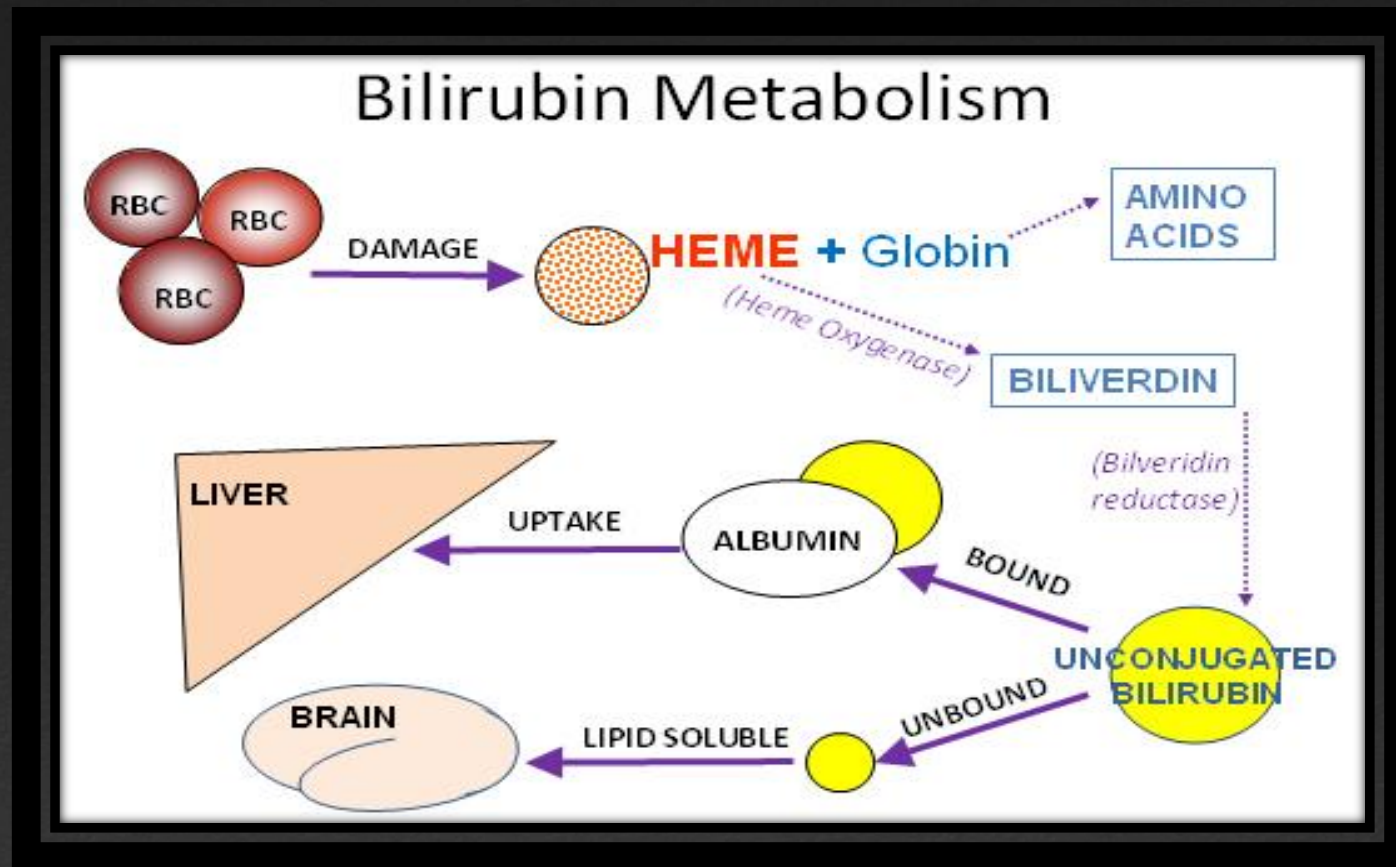 Bilirubin Metabolism
RBC
RBC
RBC
DAMAGE
HEME + Globin
AMINO
ACIDS
(Heme Oxygenase)
BILIVERDIN
(Bilveridin
reductase)
LIVER
UPTAKE
ALBUMIN
BOUND
UNCONJUGATED
BILIRUBIN
UNBOUND
LIPID SOLUBLE
BRAIN